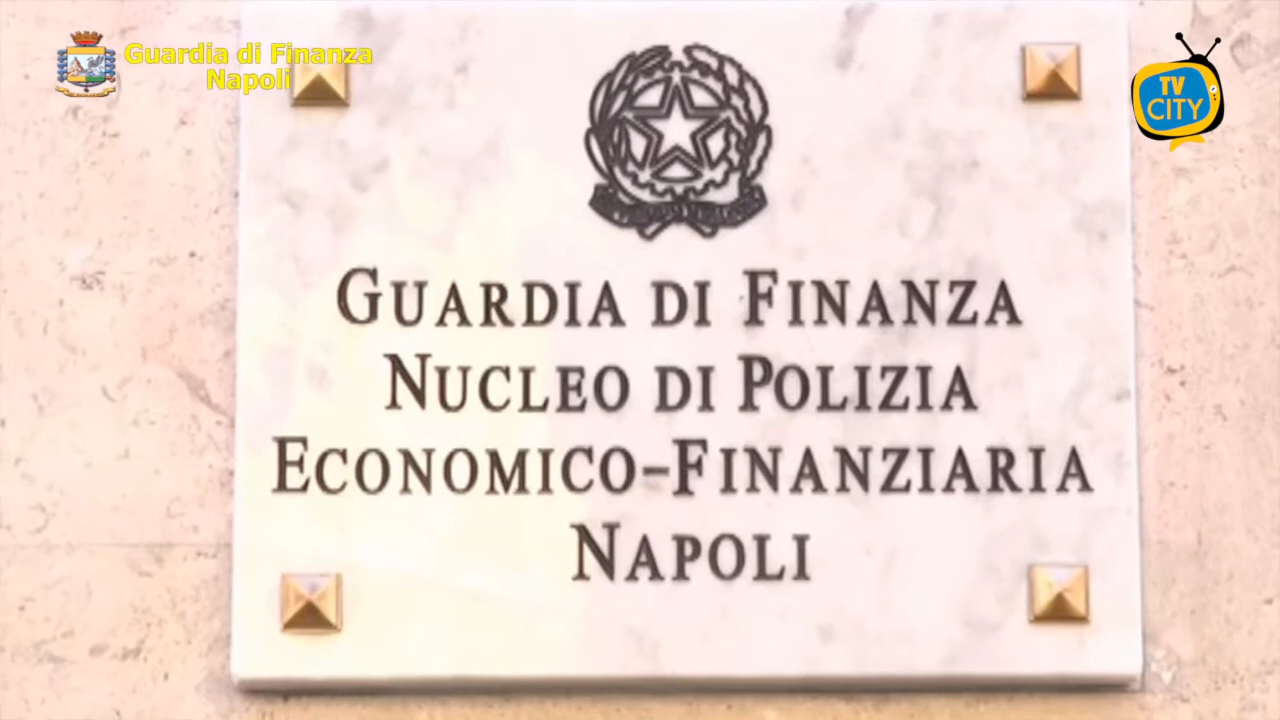 Guardia di Finanza
Napoli
TV
CITY
GUARDIA DI FINANZA
NUCLEO DI POLIZIA
ECONOMICO-FINANZIARIA
NAPOLI